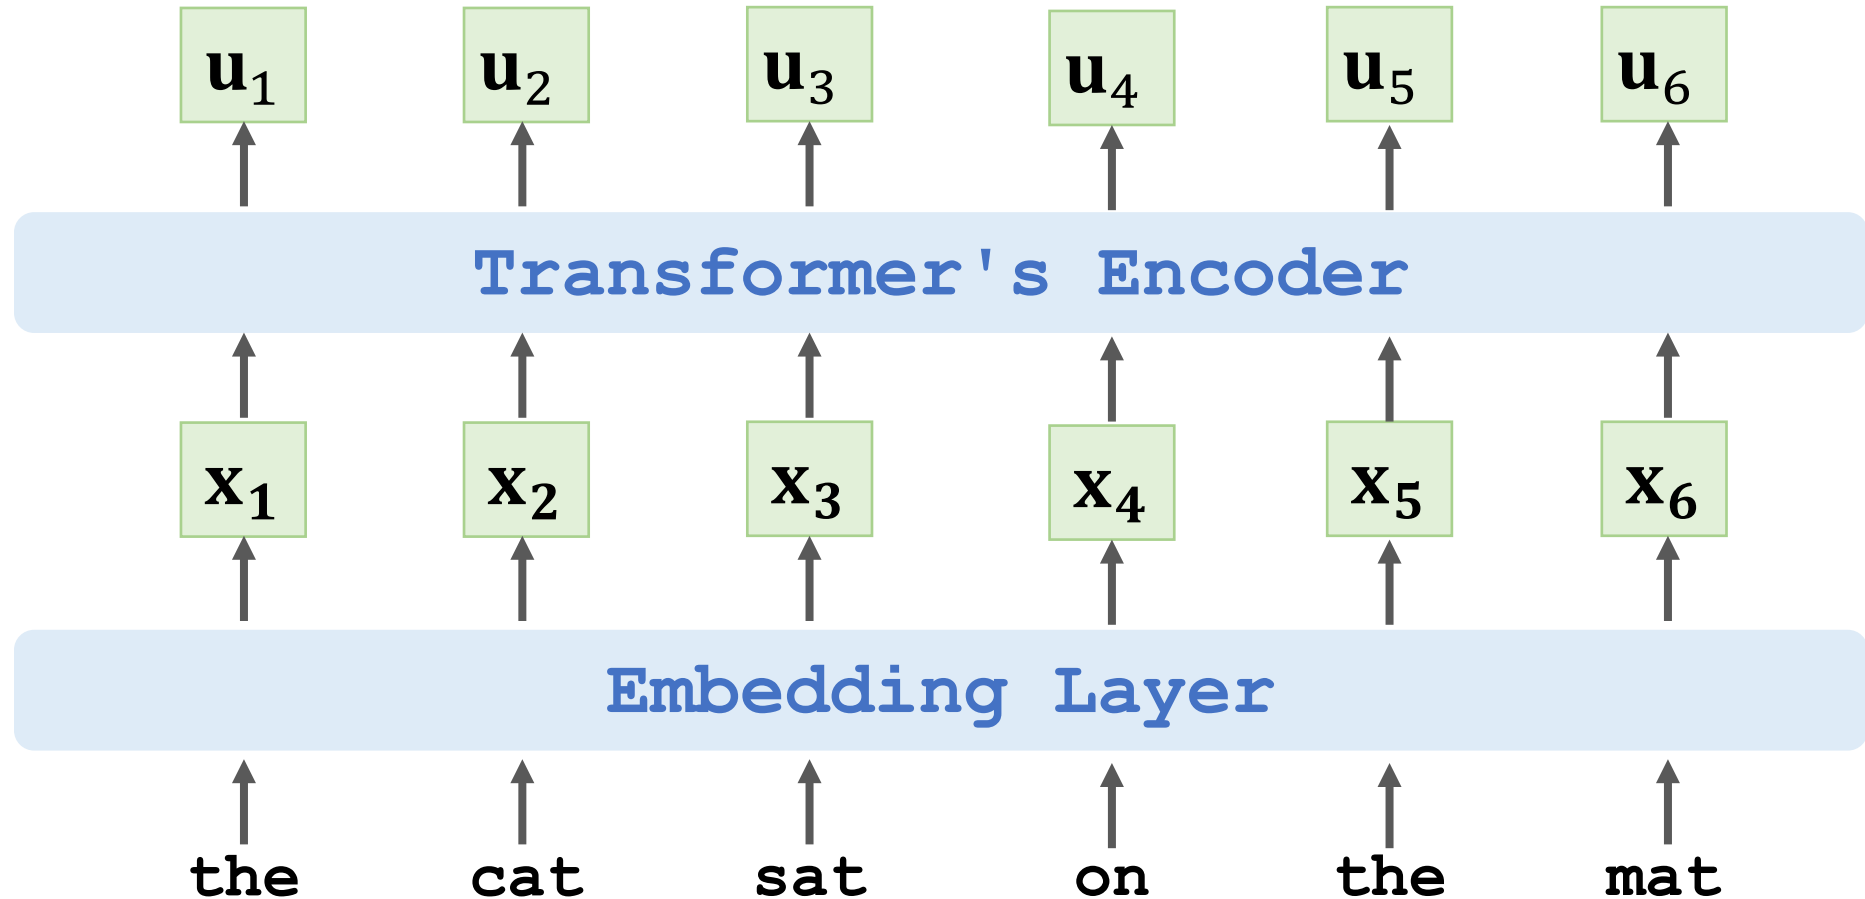 u₁ u₂ u₃ u₄ u₅ u₆
Transformer's Encoder
x₁ x₂ x₃ x₄ x₅ x₆
Embedding Layer
the cat sat on the mat